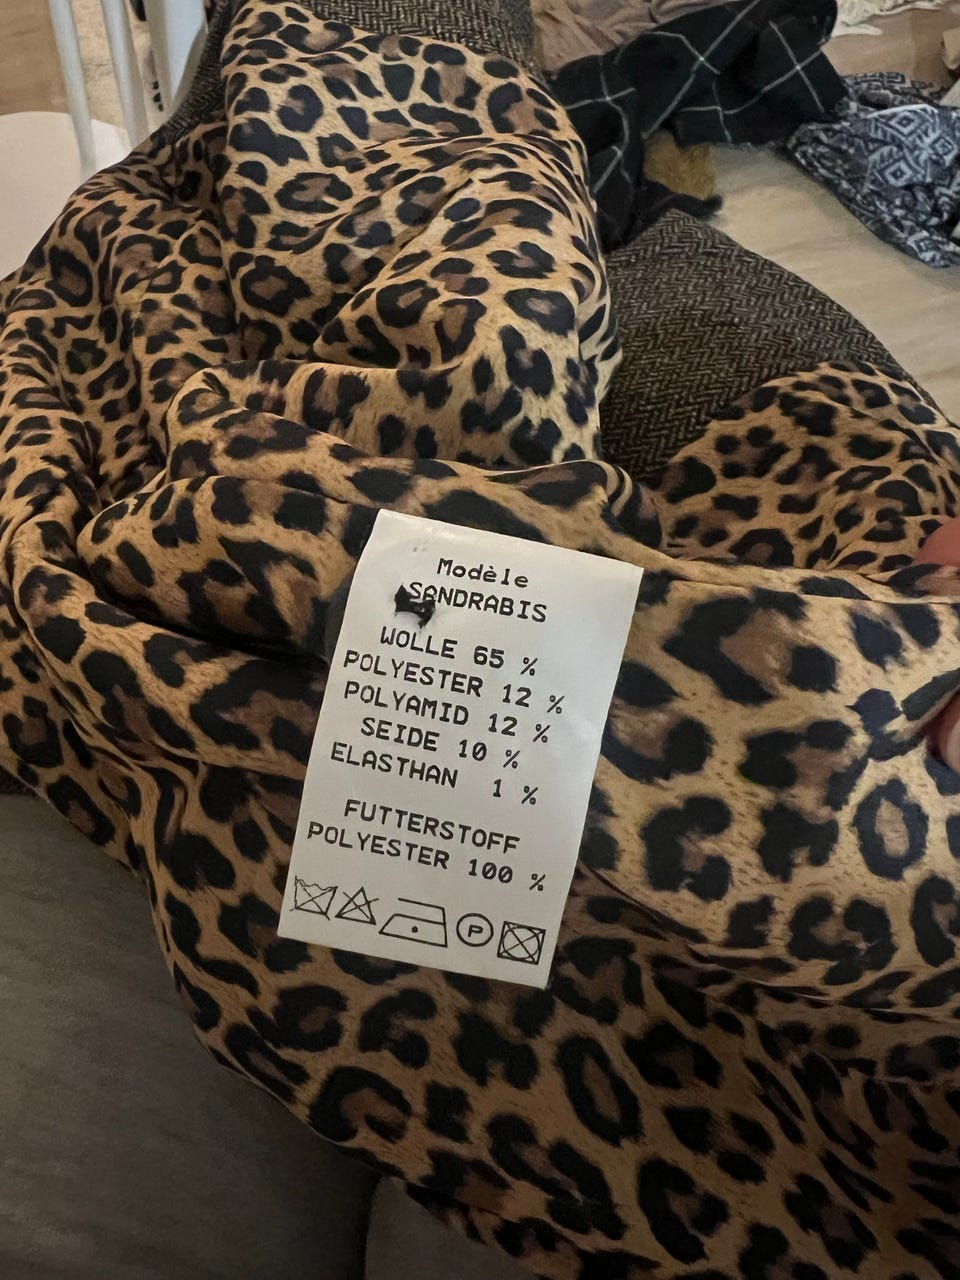 Modèle
SANDRABIS
WOLLE 65 %
POLYESTER 12 %
POLYAMID 12 %
SEIDE 10 %
ELASTHAN 1 %
FUTTERSTOFF
POLYESTER 100 %
P